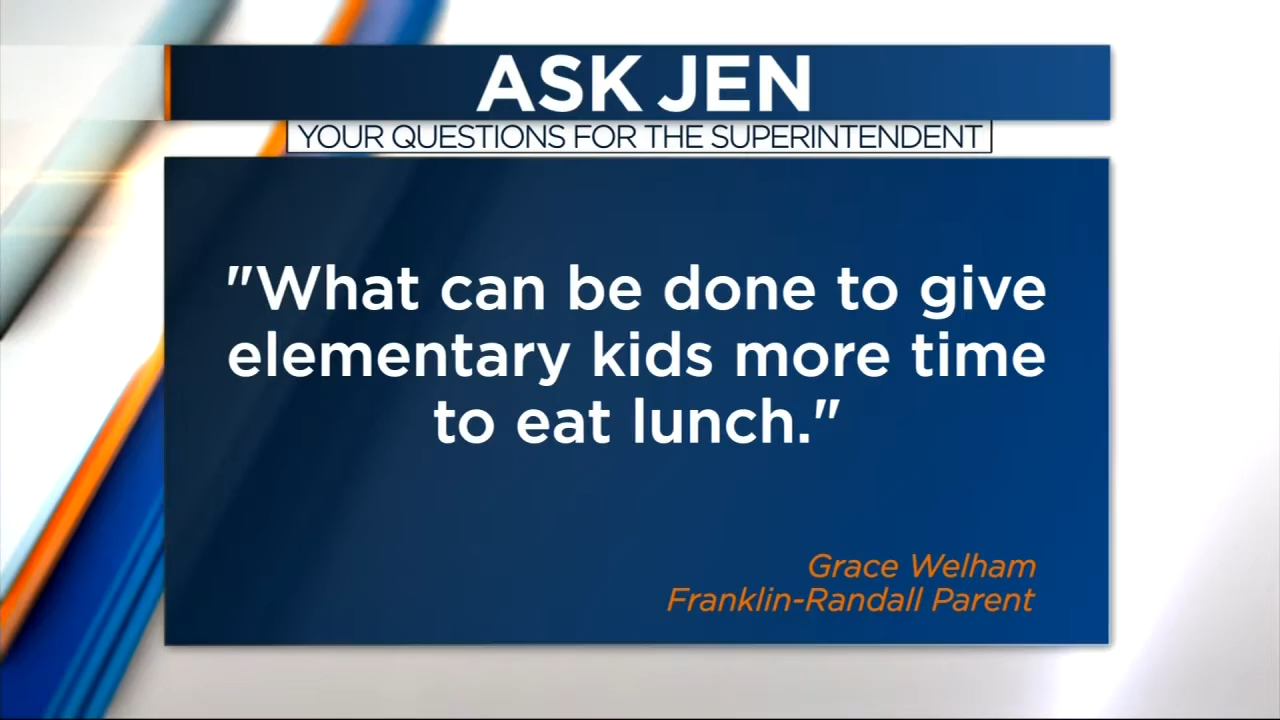 ASK JEN
YOUR QUESTIONS FOR THE SUPERINTENDENT
"What can be done to give
elementary kids more time
to eat lunch."
Grace Welham
Franklin-Randall Parent